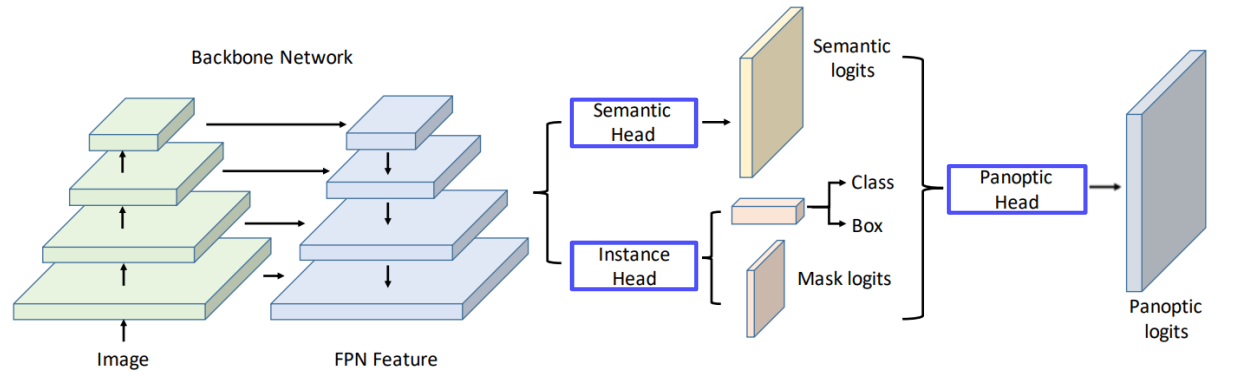 Backbone Network
Image
FPN Feature
Semantic
Head
Instance
Head
Semantic
logits
Class
Box
Mask logits
Panoptic
Head
Panoptic
logits